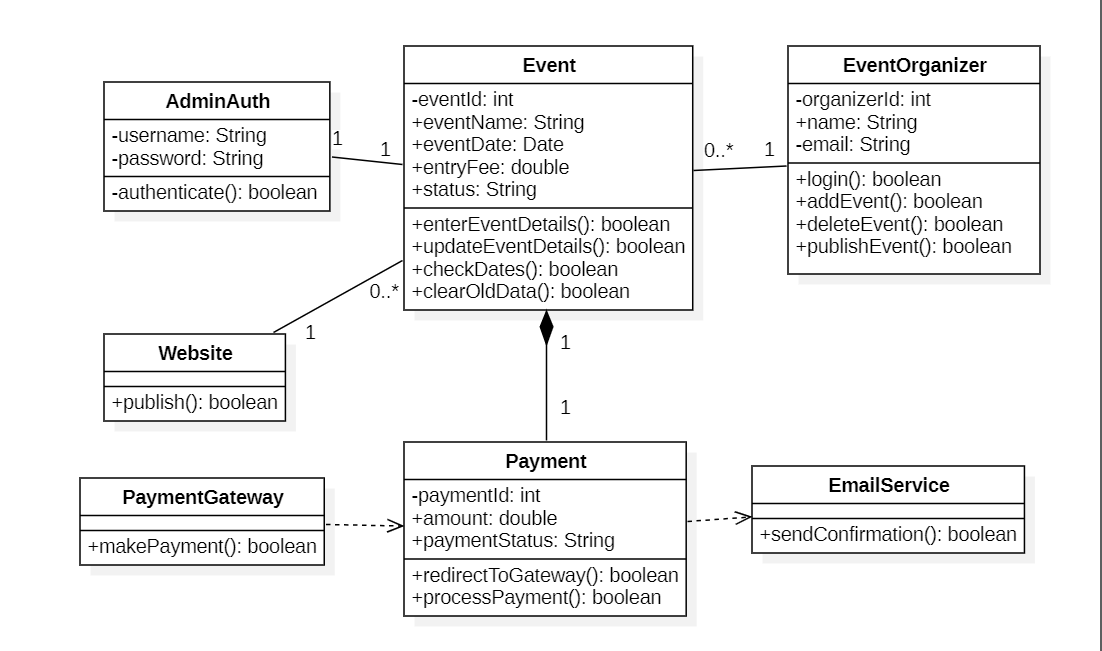 AdminAuth
-username: String
-password: String
-authenticate(): boolean
1
1
Event
-eventId: int
+eventName: String
+eventDate: Date
+entryFee: double
+status: String
+enterEventDetails(): boolean
+updateEventDetails(): boolean
+checkDates(): boolean
+clearOldData(): boolean
0..*
1
EventOrganizer
-organizerId: int
+name: String
-email: String
+login(): boolean
+addEvent(): boolean
+deleteEvent(): boolean
+publishEvent(): boolean
0..*
1
Website
+publish(): boolean
1
1
PaymentGateway
+makePayment(): boolean
Payment
-paymentId: int
+amount: double
+paymentStatus: String
+redirectToGateway(): boolean
+processPayment(): boolean
EmailService
+sendConfirmation(): boolean